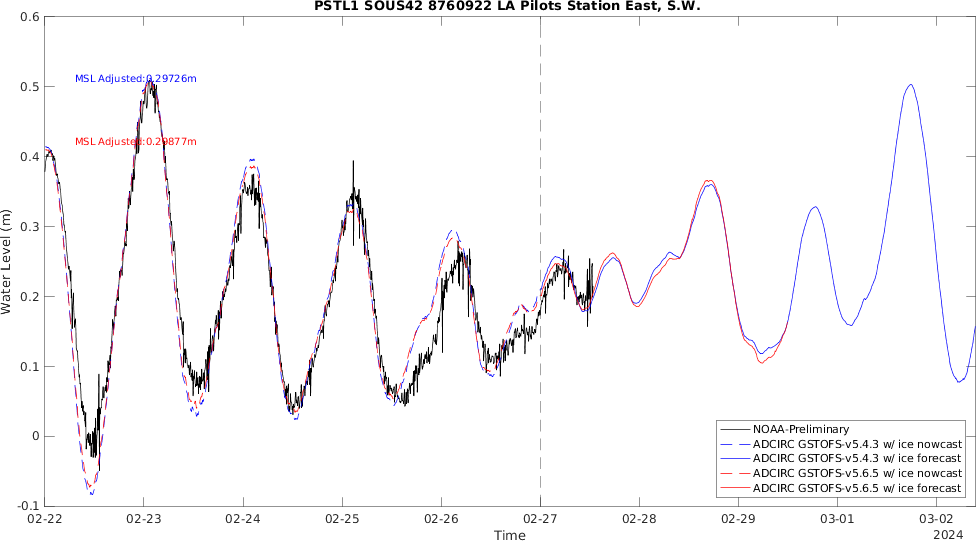 PSTL1 SOUS42 8760922 LA Pilots Station East, S.W.
0.6
0.5
0.4
0.3
0.2
0.1
0
-0.1
Water Level (m)
MSL Adjusted:0.29726m
MSL Adjusted:0.29877m
NOAA-Preliminary
ADCIRC GSTOFS-v5.4.3 w/ ice nowcast
ADCIRC GSTOFS-v5.4.3 w/ ice forecast
ADCIRC GSTOFS-v5.6.5 w/ ice nowcast
ADCIRC GSTOFS-v5.6.5 w/ ice forecast
02-22 02-23 02-24 02-25 02-26 02-27 02-28 02-29 03-01 03-02
Time
2024